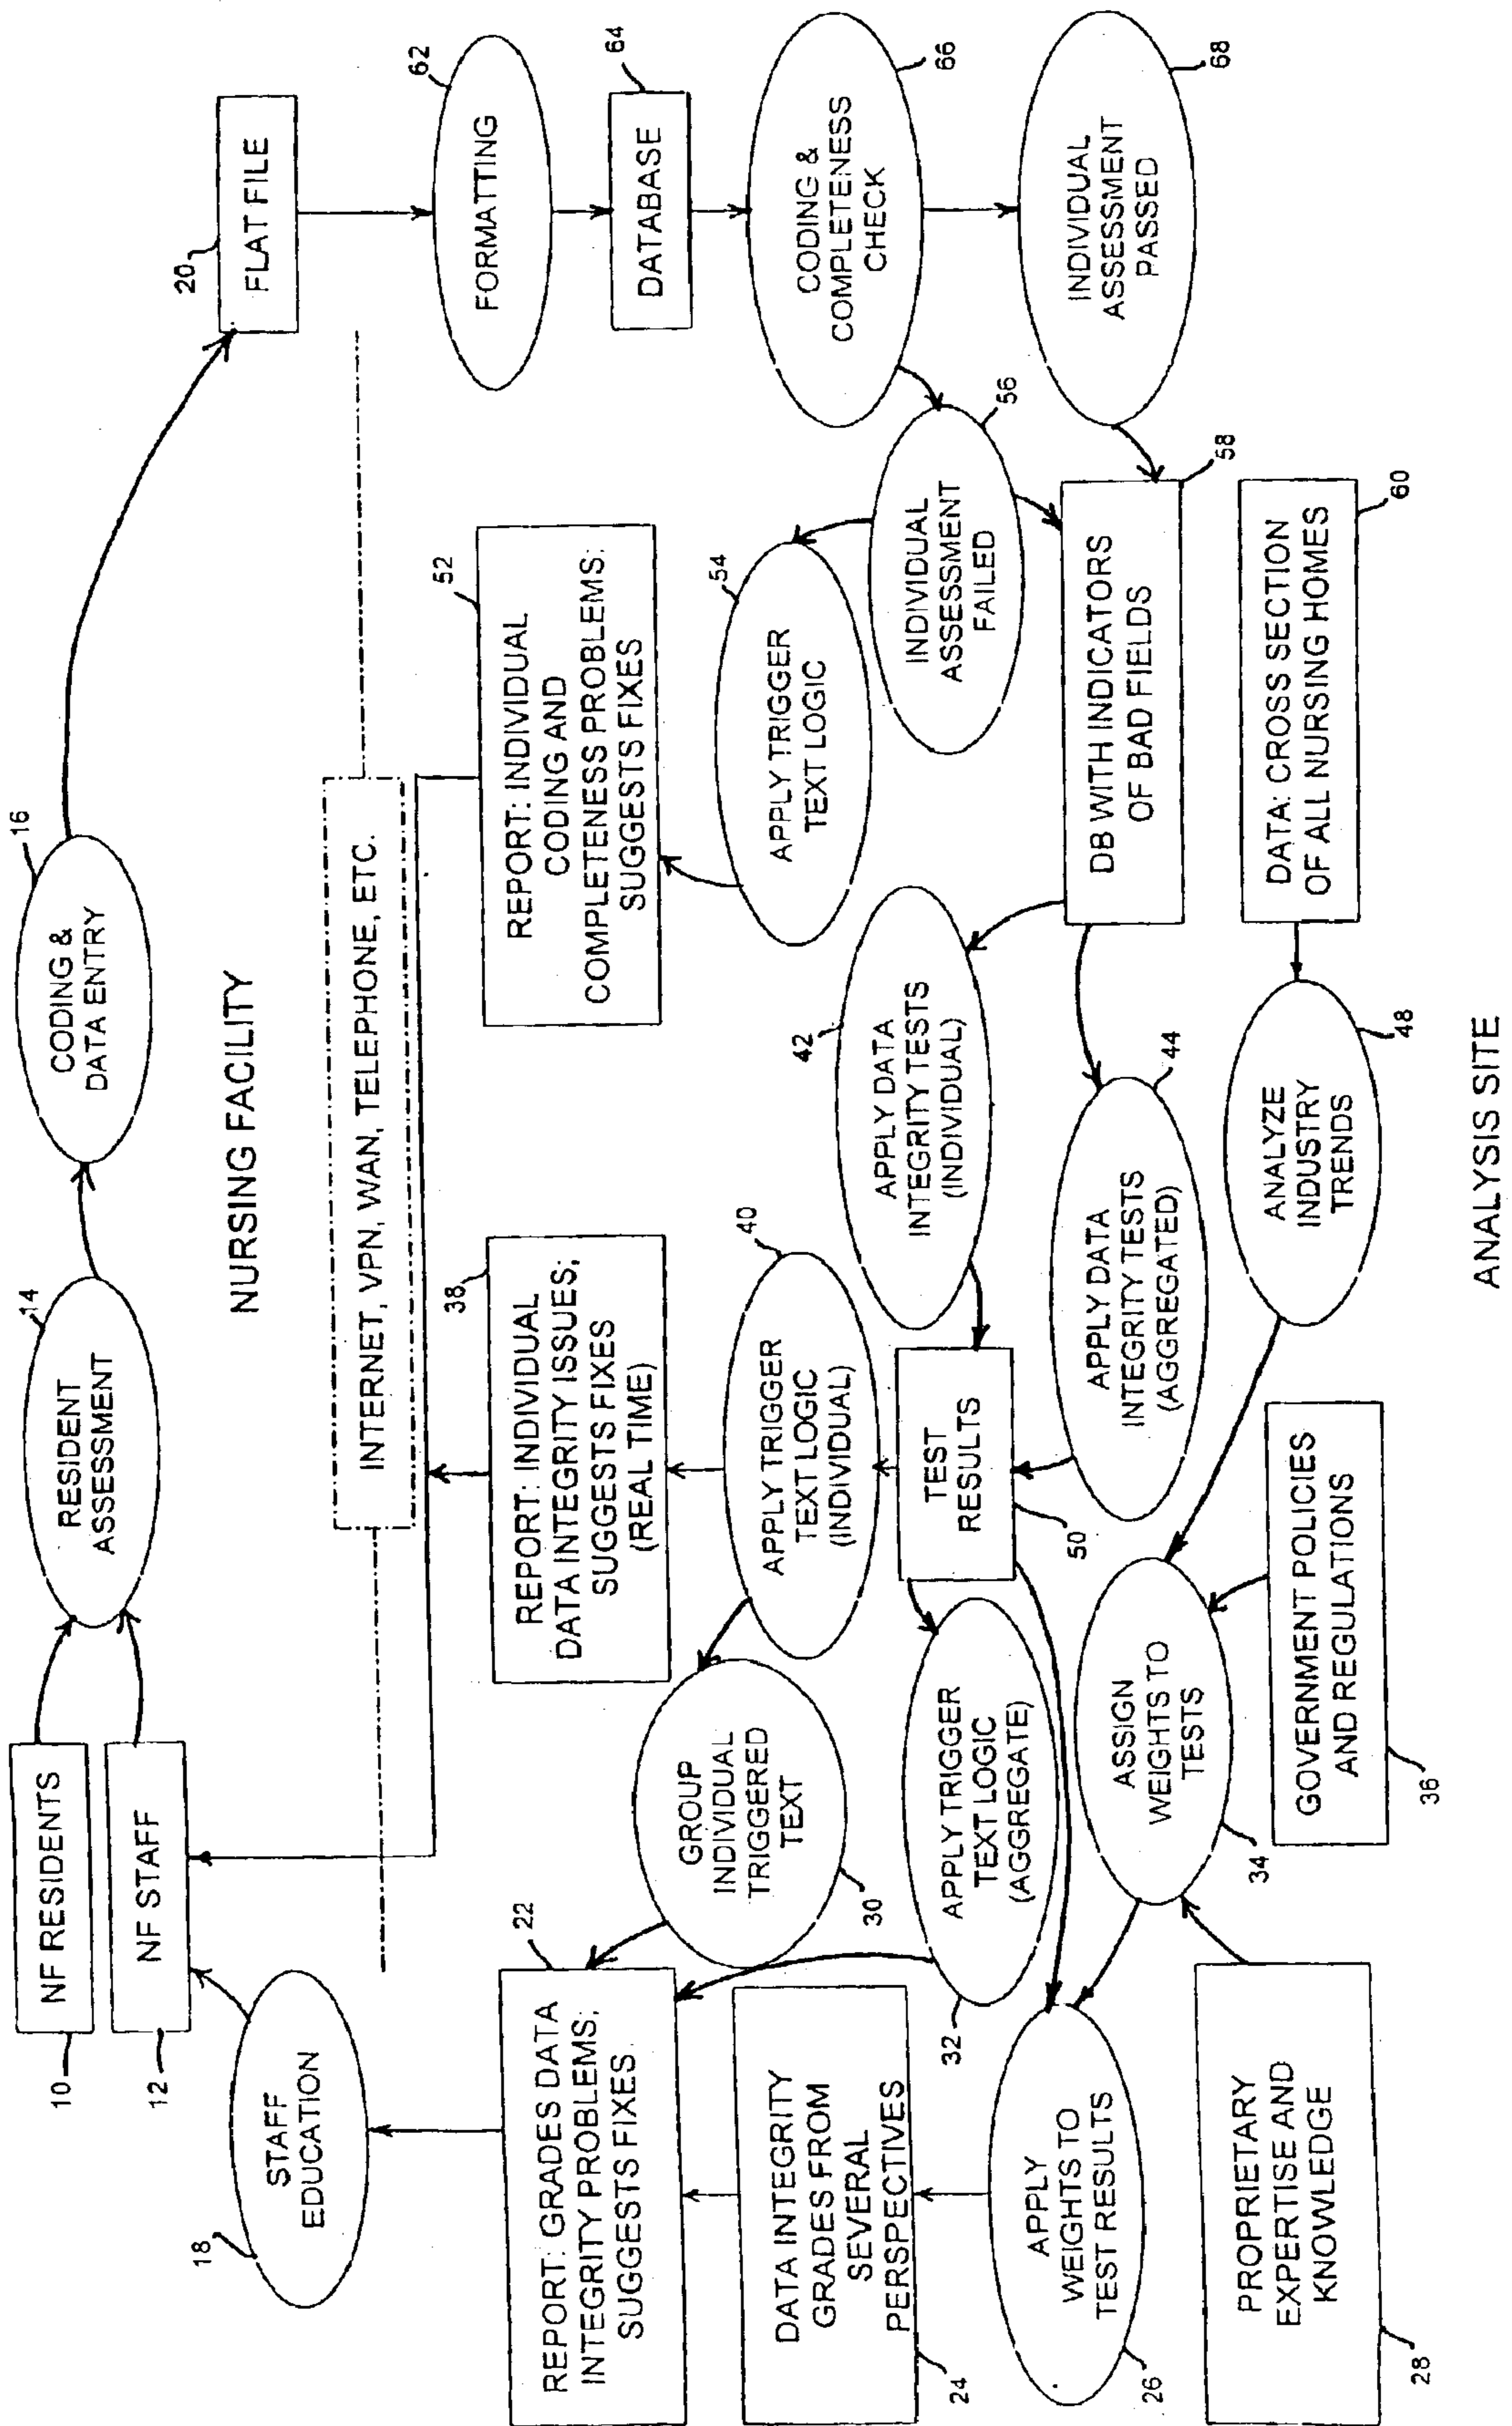 10
NF RESIDENTS
12
NF STAFF
14
RESIDENT
ASSESSMENT
16
CODING &
DATA ENTRY
20
FLAT FILE
18
STAFF
EDUCATION
NURSING FACILITY
INTERNET, VPN, WAN, TELEPHONE, ETC.
62
FORMATTING
22
REPORT: GRADES DATA
INTEGRITY PROBLEMS;
SUGGESTS FIXES
38
REPORT: INDIVIDUAL
DATA INTEGRITY ISSUES;
SUGGESTS FIXES
(REAL TIME)
52
REPORT: INDIVIDUAL
CODING AND
COMPLETENESS PROBLEMS;
SUGGESTS FIXES
64
DATABASE
24
DATA INTEGRITY
GRADES FROM
SEVERAL
PERSPECTIVES
30
GROUP
INDIVIDUAL
TRIGGERED
TEXT
40
APPLY TRIGGER
TEXT LOGIC
(INDIVIDUAL)
54
APPLY TRIGGER
TEXT LOGIC
66
CODING &
COMPLETENESS
CHECK
32
APPLY TRIGGER
TEXT LOGIC
(AGGREGATE)
50
TEST
RESULTS
42
APPLY DATA
INTEGRITY TESTS
(INDIVIDUAL)
56
INDIVIDUAL
ASSESSMENT
FAILED
26
APPLY
WEIGHTS TO
TEST RESULTS
34
ASSIGN
WEIGHTS TO
TESTS
44
APPLY DATA
INTEGRITY TESTS
(AGGREGATED)
58
DB WITH INDICATORS
OF BAD FIELDS
68
INDIVIDUAL
ASSESSMENT
PASSED
28
PROPRIETARY
EXPERTISE AND
KNOWLEDGE
36
GOVERNMENT POLICIES
AND REGULATIONS
48
ANALYZE
INDUSTRY
TRENDS
60
DATA: CROSS SECTION
OF ALL NURSING HOMES
ANALYSIS SITE